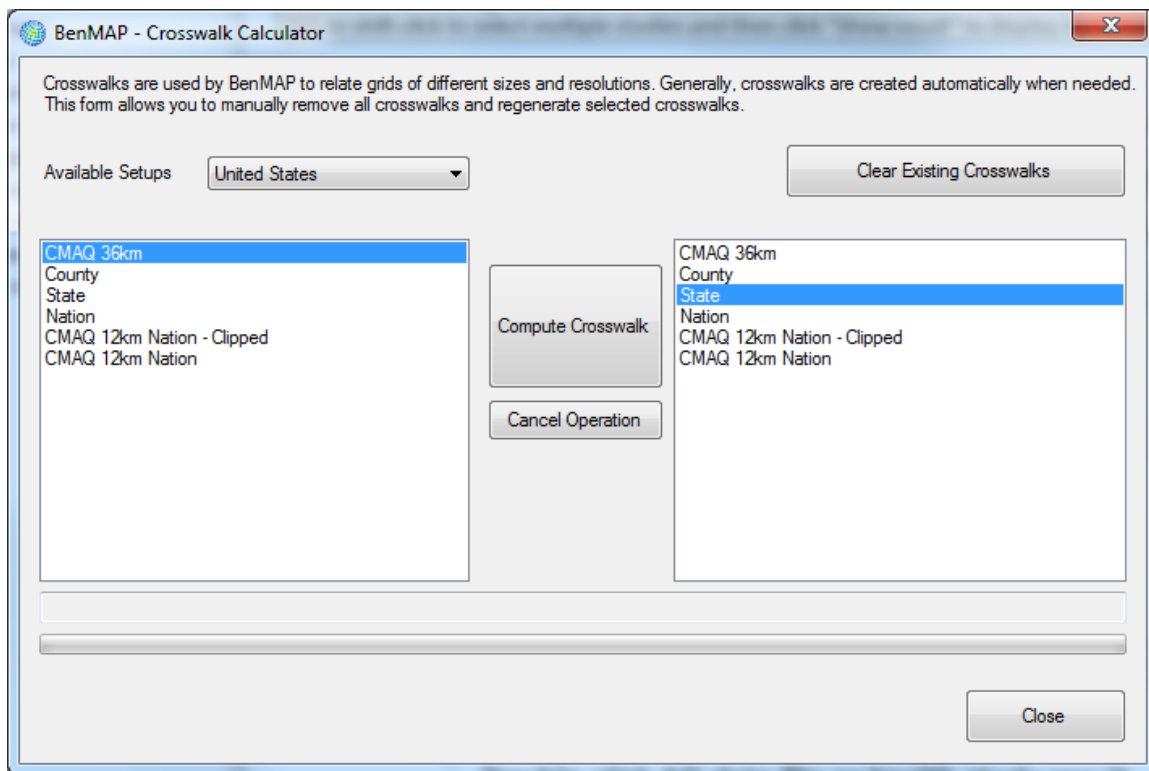 BenMAP - Crosswalk Calculator
Crosswalks are used by BenMAP to relate grids of different sizes and resolutions. Generally, crosswalks are created automatically when needed.
This form allows you to manually remove all crosswalks and regenerate selected crosswalks.
Available Setups
United States
Clear Existing Crosswalks
CMAQ 36km
County
State
Nation
CMAQ 12km Nation - Clipped
CMAQ 12km Nation
Compute Crosswalk
Cancel Operation
CMAQ 36km
County
State
Nation
CMAQ 12km Nation - Clipped
CMAQ 12km Nation
Close